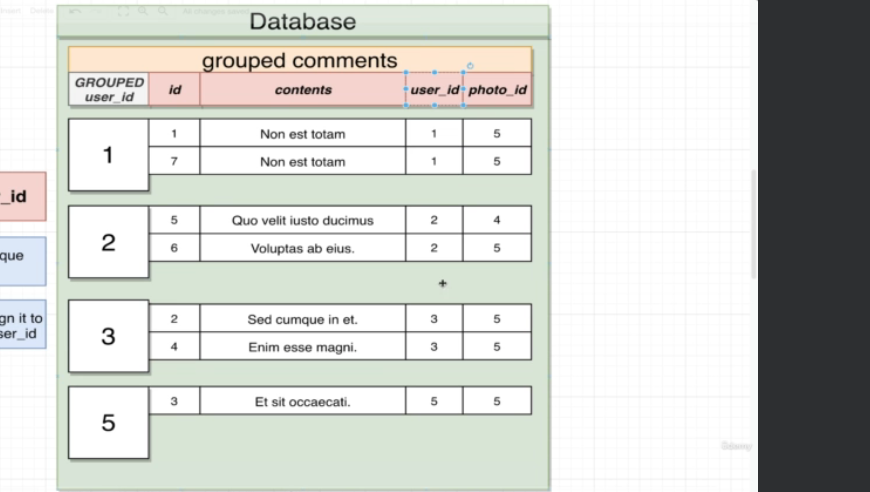 Database
grouped comments
GROUPED user_id id contents user_id photo_id
1
1 Non est totam 1 5
7 Non est totam 1 5
2
5 Quo velit iusto ducimus 2 4
6 Voluptas ab eius. 2 5
3
2 Sed cumque in et. 3 5
4 Enim esse magni. 3 5
5
3 Et sit occaecati. 5 5
_id
que
gn it to
ser_id
Udemy